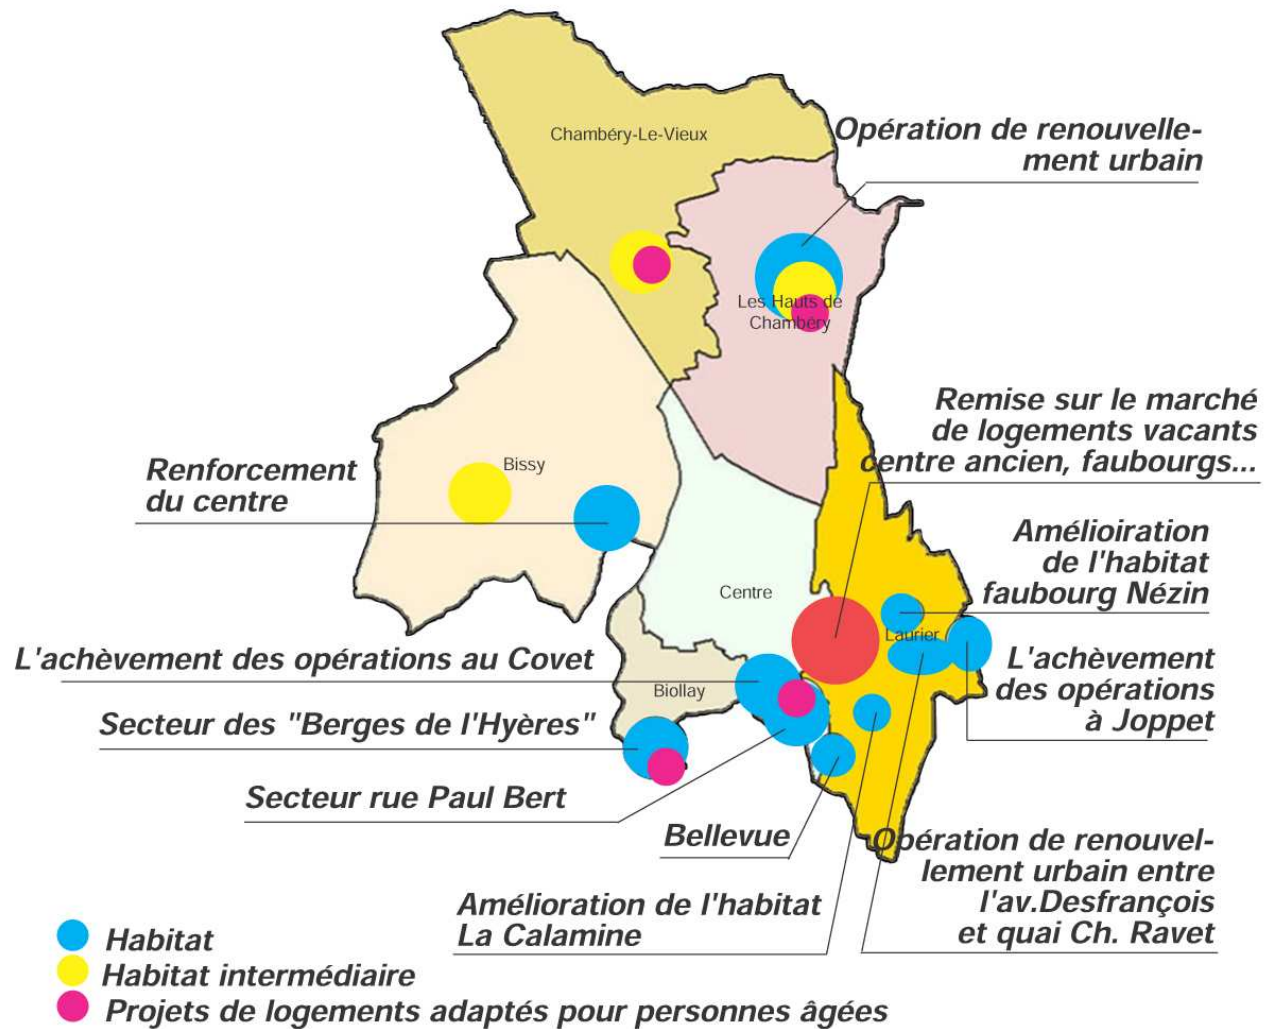 Chambéry-Le-Vieux
Opération de renouvelle-
ment urbain
Les Hauts de
Chambéry
Remise sur le marché
de logements vacants
centre ancien, faubourgs...
Renforcement
du centre
Bissy
Amélioiration
de l'habitat
faubourg Nézin
Centre
Laurier
L'achèvement des opérations au Covet
L'achèvement
des opérations
à Joppet
Biollay
Secteur des "Berges de l'Hyères"
Secteur rue Paul Bert
Bellevue
Opération de renouvel-
lement urbain entre
l'av.Desfrançois
et quai Ch. Ravet
Amélioration de l'habitat
La Calamine
Habitat
Habitat intermédiaire
Projets de logements adaptés pour personnes âgées